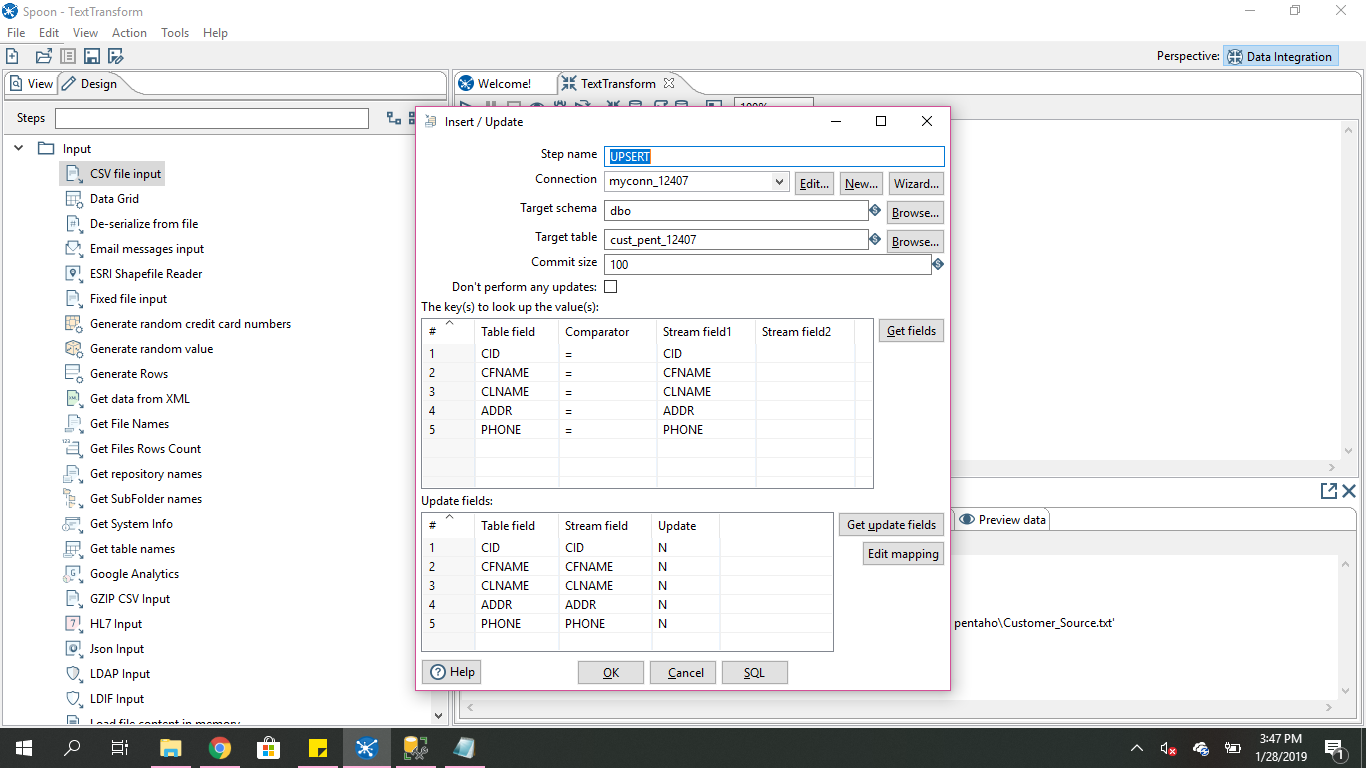 Spoon - TextTransform
File Edit View Action Tools Help
Perspective: Data Integration
View Design
Welcome! TextTransform
Steps
100%
Input
CSV file input
Data Grid
De-serialize from file
Email messages input
ESRI Shapefile Reader
Fixed file input
Generate random credit card numbers
Generate random value
Generate Rows
Get data from XML
Get File Names
Get Files Rows Count
Get repository names
Get SubFolder names
Get System Info
Get table names
Google Analytics
GZIP CSV Input
HL7 Input
Json Input
LDAP Input
LDIF Input
Load file content in memory
Insert / Update
Step name UPSERT
Connection myconn_12407 Edit... New... Wizard...
Target schema dbo Browse...
Target table cust_pent_12407 Browse...
Commit size 100
Don't perform any updates:
The key(s) to look up the value(s):
# Table field Comparator Stream field1 Stream field2 Get fields
1 CID = CID
2 CFNAME = CFNAME
3 CLNAME = CLNAME
4 ADDR = ADDR
5 PHONE = PHONE
Update fields:
# Table field Stream field Update Get update fields
1 CID CID N Edit mapping
2 CFNAME CFNAME N
3 CLNAME CLNAME N
4 ADDR ADDR N
5 PHONE PHONE N
Help OK Cancel SQL
Preview data
pentaho\Customer_Source.txt'
3:47 PM
1/28/2019
1